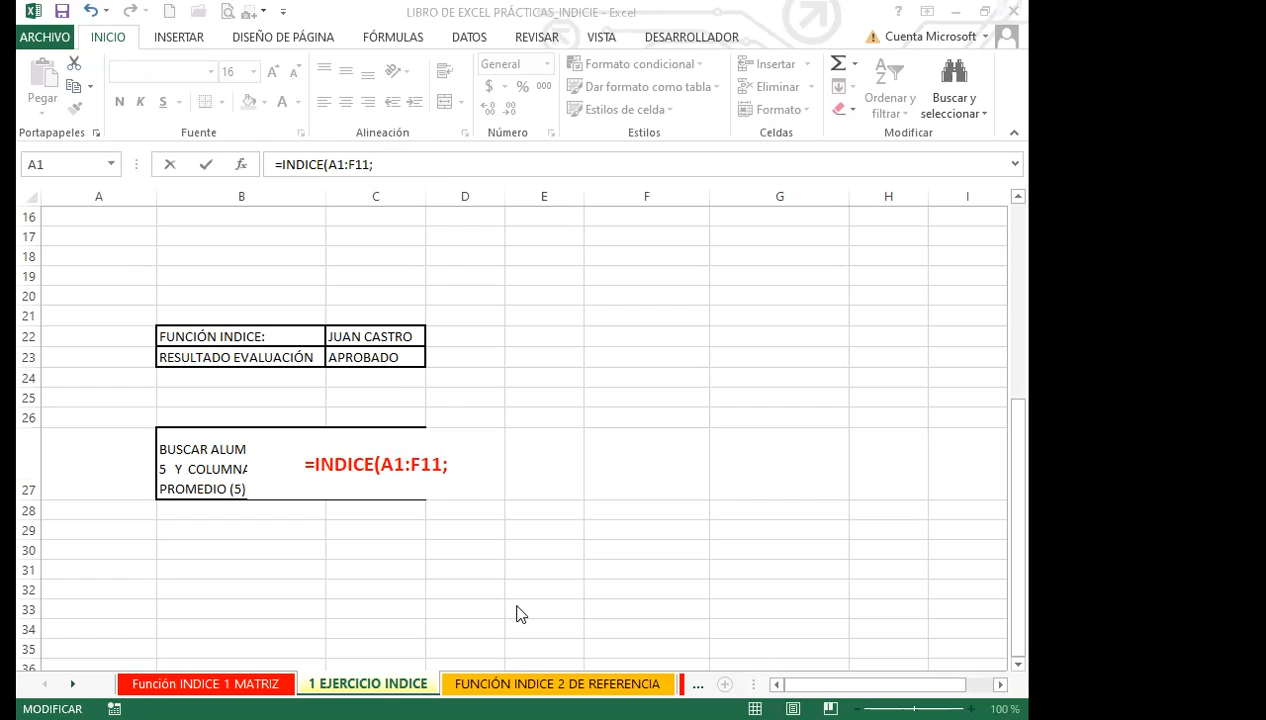 LIBRO DE EXCEL PRÁCTICAS_INDICIE - Excel
?
ARCHIVO INICIO INSERTAR DISEÑO DE PÁGINA FÓRMULAS DATOS REVISAR VISTA DESARROLLADOR Cuenta Microsoft
16 General Formato condicional Insertar
Pegar N K S $ % 000 Dar formato como tabla Eliminar Ordenar y Buscar y
Estilos de celda Formato filtrar seleccionar
Portapapeles Fuente Alineación Número Estilos Celdas Modificar
A1 fx =INDICE(A1:F11;
A B C D E F G H I
16
17
18
19
20
21
22 FUNCIÓN INDICE: JUAN CASTRO
23 RESULTADO EVALUACIÓN APROBADO
24
25
26
BUSCAR ALUM
5 Y COLUMNA =INDICE(A1:F11;
27 PROMEDIO (5)
28
29
30
31
32
33
34
35
36
Función INDICE 1 MATRIZ 1 EJERCICIO INDICE FUNCIÓN INDICE 2 DE REFERENCIA ...
MODIFICAR 100 %